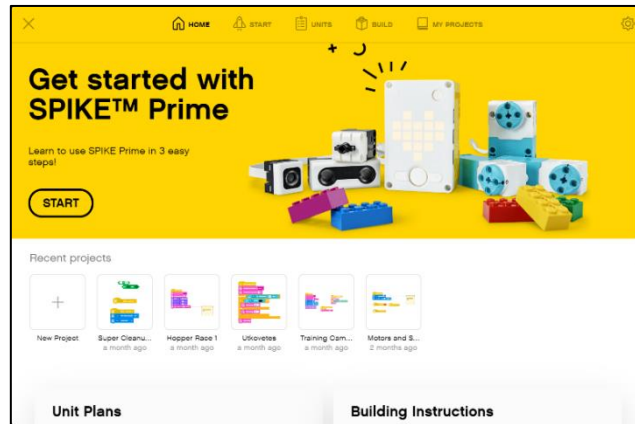 HOME START UNITS BUILD MY PROJECTS
Get started with
SPIKE™ Prime
Learn to use SPIKE Prime in 3 easy
steps!
START
Recent projects
New Project Super Cleanu... Hopper Race 1 Utkovetes Training Cam... Motors and S...
a month ago a month ago a month ago a month ago 2 months ago
Unit Plans Building Instructions